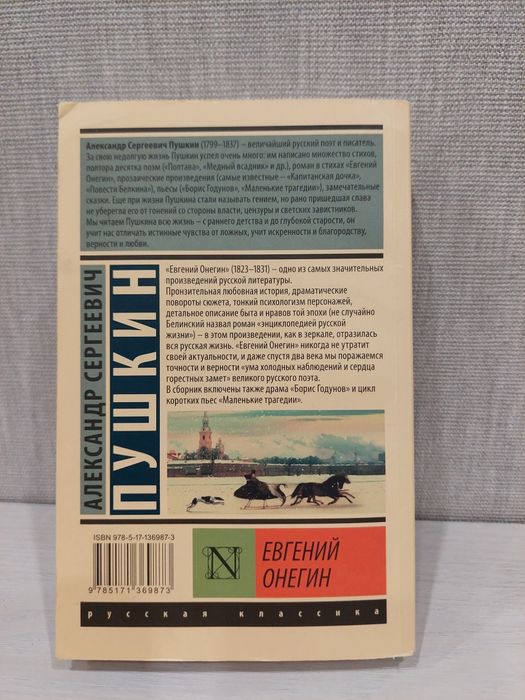 Александр Сергеевич Пушкин (1799–1837) – величайший русский поэт и писатель.
За свою недолгую жизнь Пушкин успел очень много: им написано множество стихов,
полтора десятка поэм («Полтава», «Медный всадник» и др.), роман в стихах «Евгений
Онегин», прозаические произведения (самые известные – «Капитанская дочка»,
«Повести Белкина»), пьесы («Борис Годунов», «Маленькие трагедии»), замечательные
сказки. Еще при жизни Пушкина стали называть гением, но рано пришедшая слава
не уберегла его от гонений со стороны власти, цензуры и светских завистников.
Мы читаем Пушкина всю жизнь – с раннего детства и до глубокой старости, он
учит нас отличать истинные чувства от ложных, учит искренности и благородству,
верности и любви.
АЛЕКСАНДР СЕРГЕЕВИЧ
ПУШКИН
«Евгений Онегин» (1823–1831) – одно из самых значительных
произведений русской литературы.
Пронзительная любовная история, драматические
повороты сюжета, тонкий психологизм персонажей,
детальное описание быта и нравов той эпохи (не случайно
Белинский назвал роман «энциклопедией русской
жизни») – в этом произведении, как в зеркале, отразилась
вся русская жизнь. «Евгений Онегин» никогда не утратит
своей актуальности, и даже спустя два века мы поражаемся
точности и верности «ума холодных наблюдений и сердца
горестных замет» великого русского поэта.
В сборник включены также драма «Борис Годунов» и цикл
коротких пьес «Маленькие трагедии».
ISBN 978-5-17-136987-3
9 785171 369873
N
ЕВГЕНИЙ
ОНЕГИН
русская классика